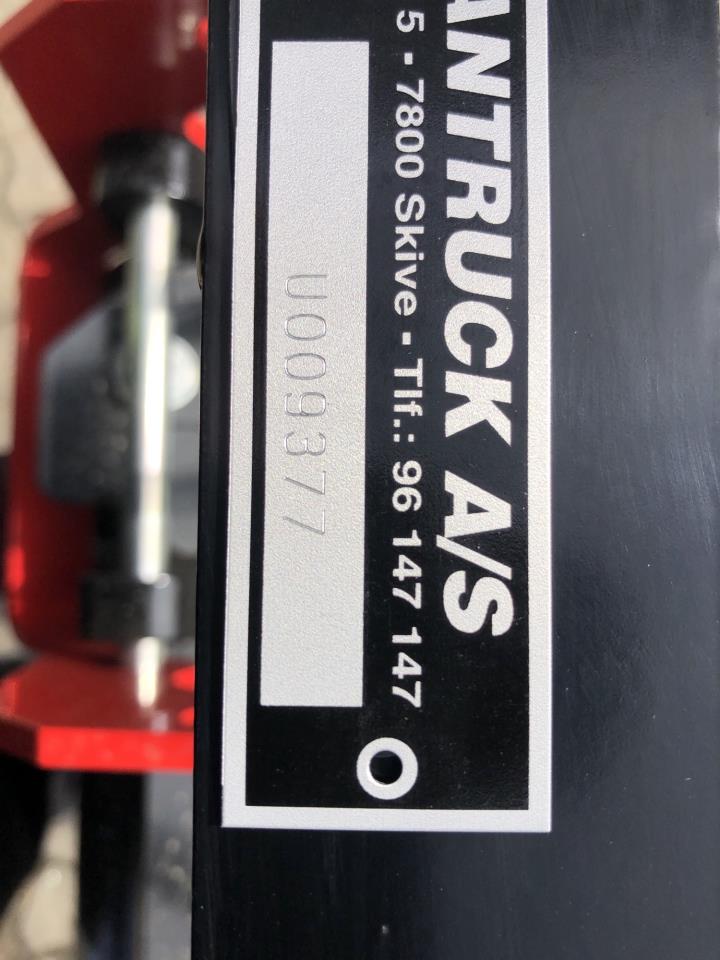 ANTRUCK A/S
5 · 7800 Skive · Tlf.: 96 147 147
U009377